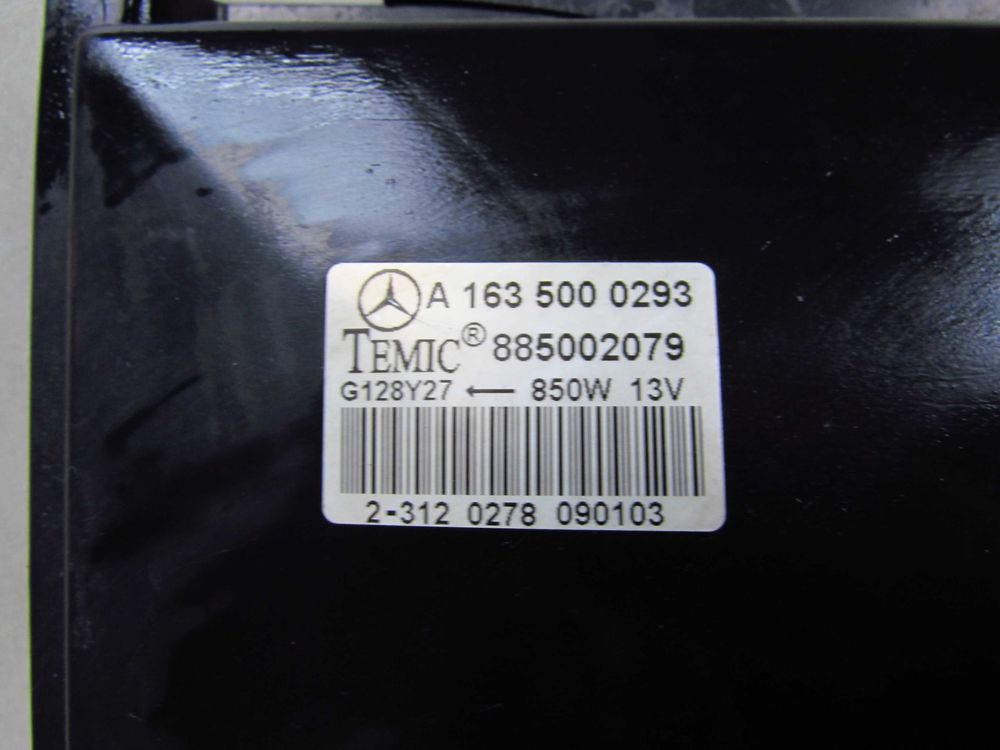 A 163 500 0293
TEMIC® 885002079
G128Y27 ← 850W 13V
2-312 0278 090103